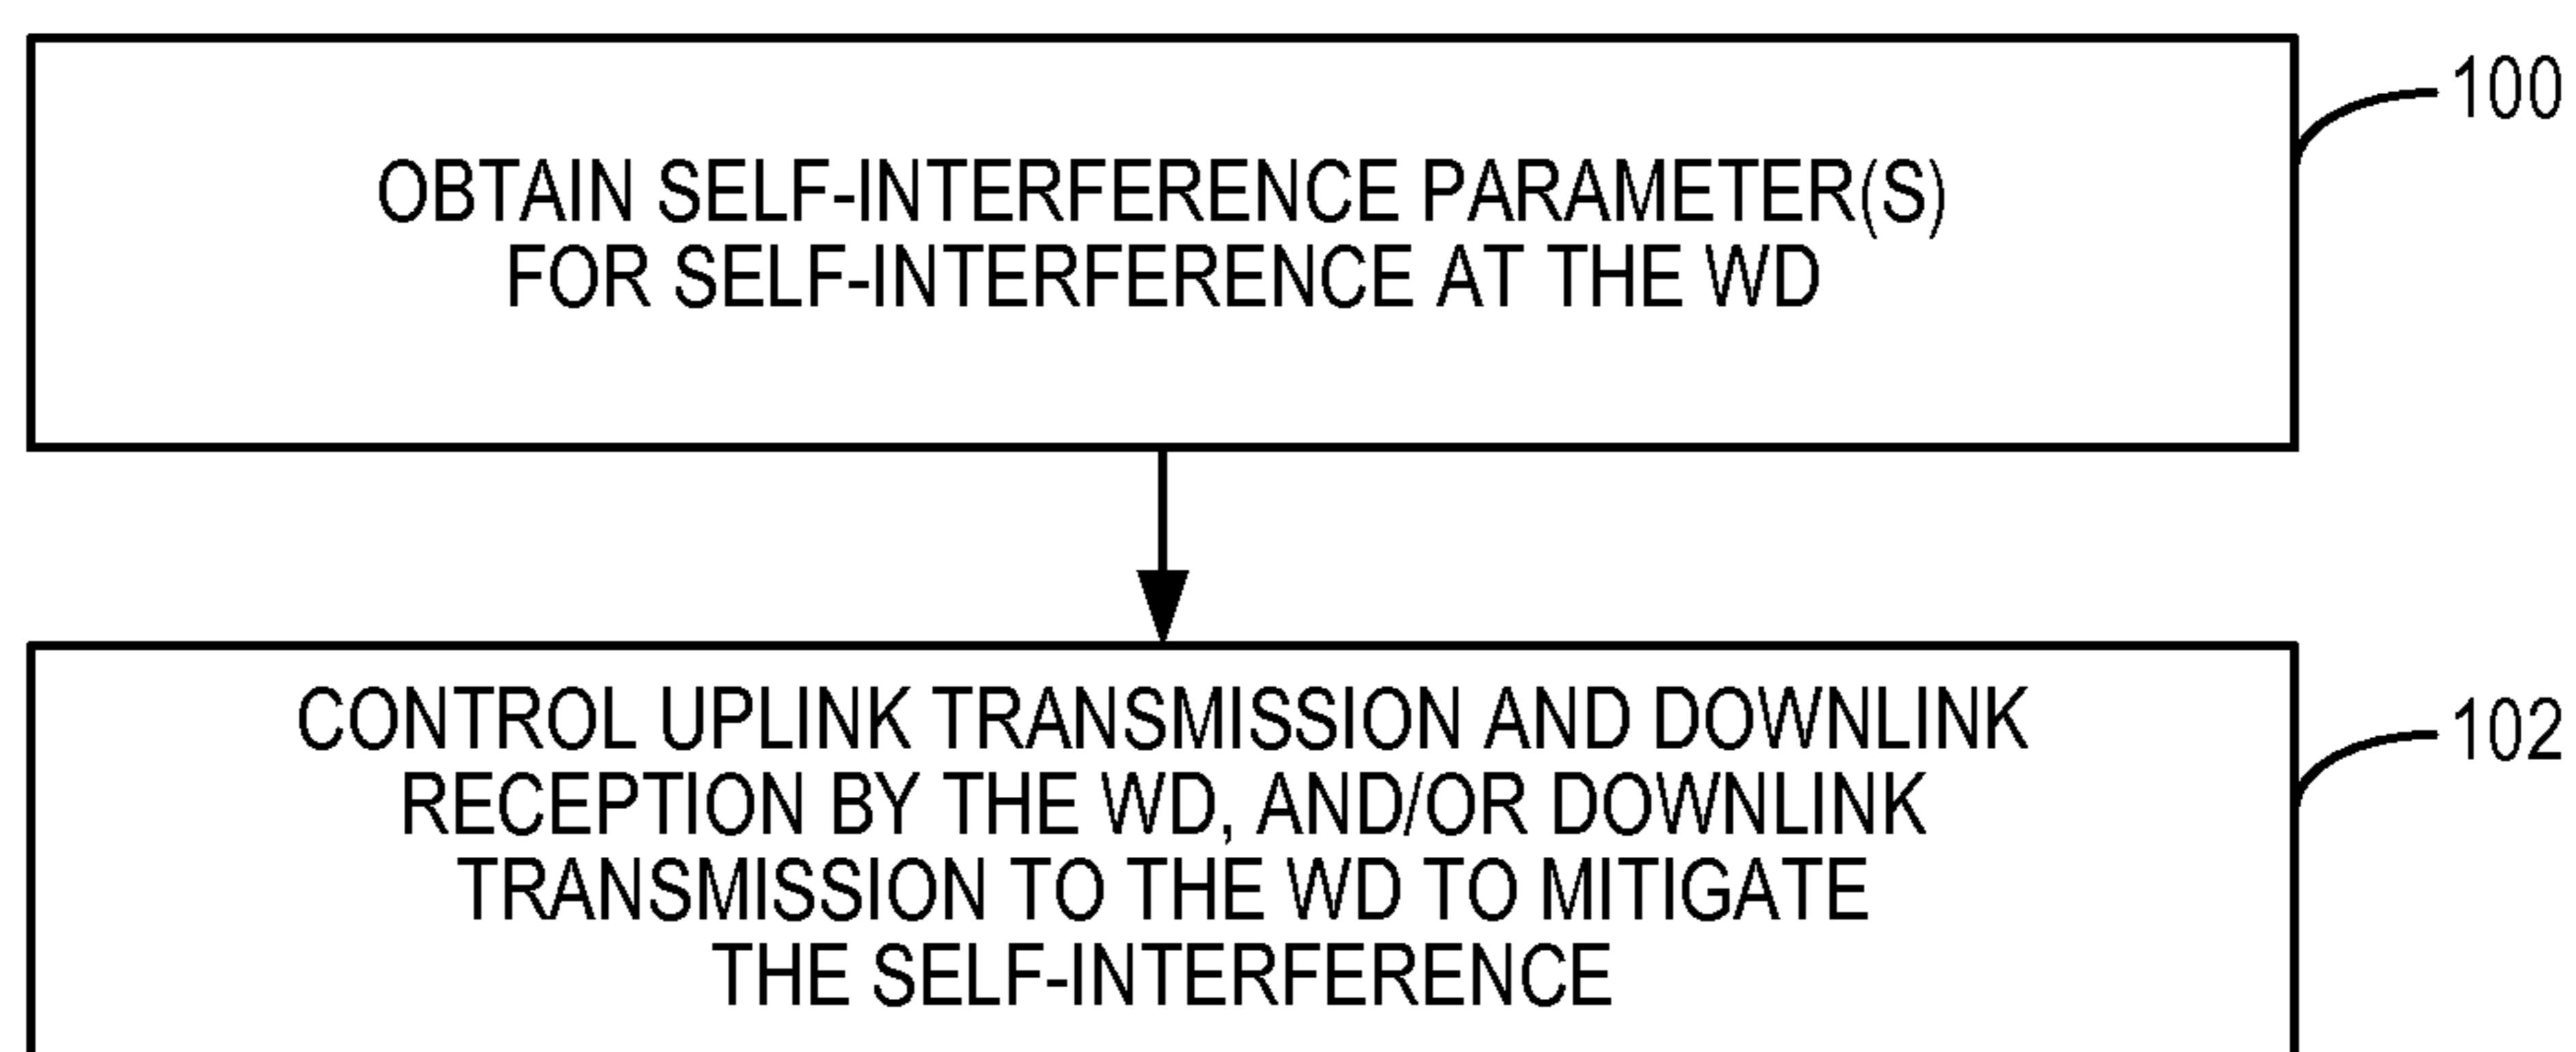 100
OBTAIN SELF-INTERFERENCE PARAMETER(S)
FOR SELF-INTERFERENCE AT THE WD
102
CONTROL UPLINK TRANSMISSION AND DOWNLINK
RECEPTION BY THE WD, AND/OR DOWNLINK
TRANSMISSION TO THE WD TO MITIGATE
THE SELF-INTERFERENCE